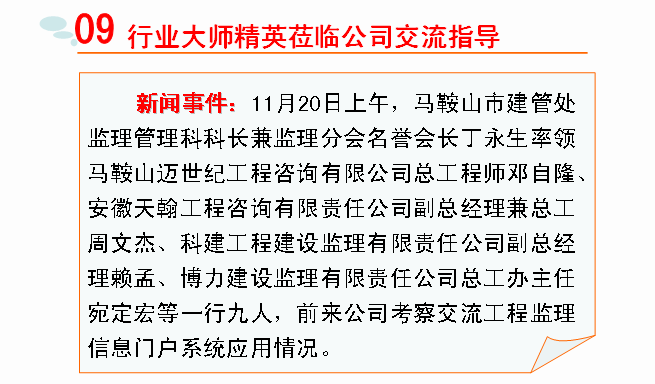 09 行业大师精英莅临公司交流指导
新闻事件：11月20日上午，马鞍山市建管处
监理管理科科长兼监理分会名誉会长丁永生率领
马鞍山迈世纪工程咨询有限公司总工程师邓自隆、
安徽天翰工程咨询有限责任公司副总经理兼总工
周文杰、科建工程建设监理有限责任公司副总经
理赖孟、博力建设监理有限责任公司总工办主任
宛定宏等一行九人，前来公司考察交流工程监理
信息门户系统应用情况。